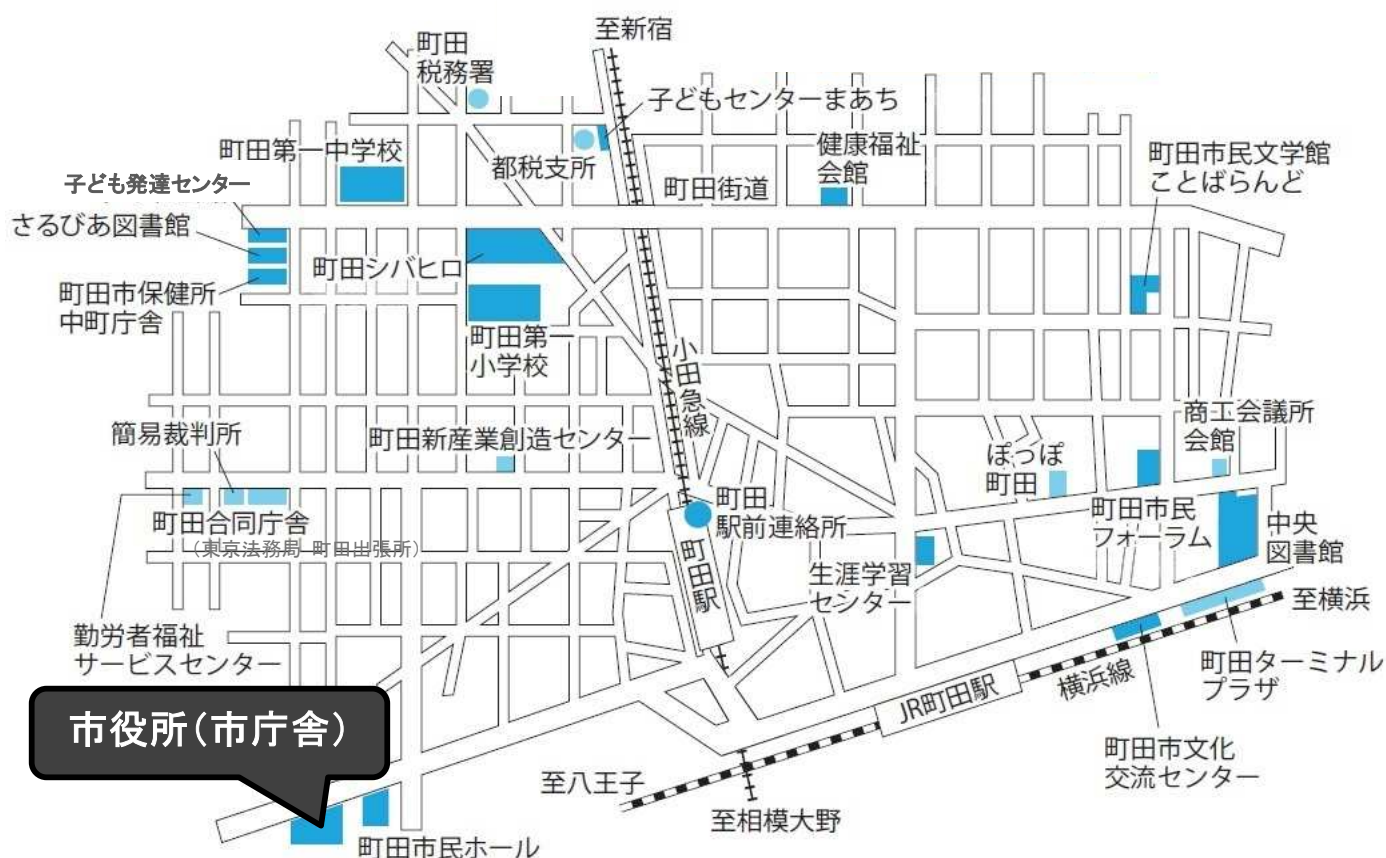 至新宿
町田
税務署
子どもセンターまあち
町田第一中学校
都税支所
健康福祉
会館
町田市民文学館
ことばらんど
子ども発達センター
町田街道
さるびあ図書館
町田シバヒロ
町田市保健所
中町庁舎
町田第一
小学校
小田急線
簡易裁判所
町田新産業創造センター
商工会議所
会館
ぽっぽ
町田
町田
駅前連絡所
町田合同庁舎
（東京法務局 町田出張所）
町田市民
フォーラム
中央
図書館
町田駅
生涯学習
センター
至横浜
勤労者福祉
サービスセンター
町田ターミナル
プラザ
横浜線
JR町田駅
市役所（市庁舎）
町田市文化
交流センター
至八王子
至相模大野
町田市民ホール